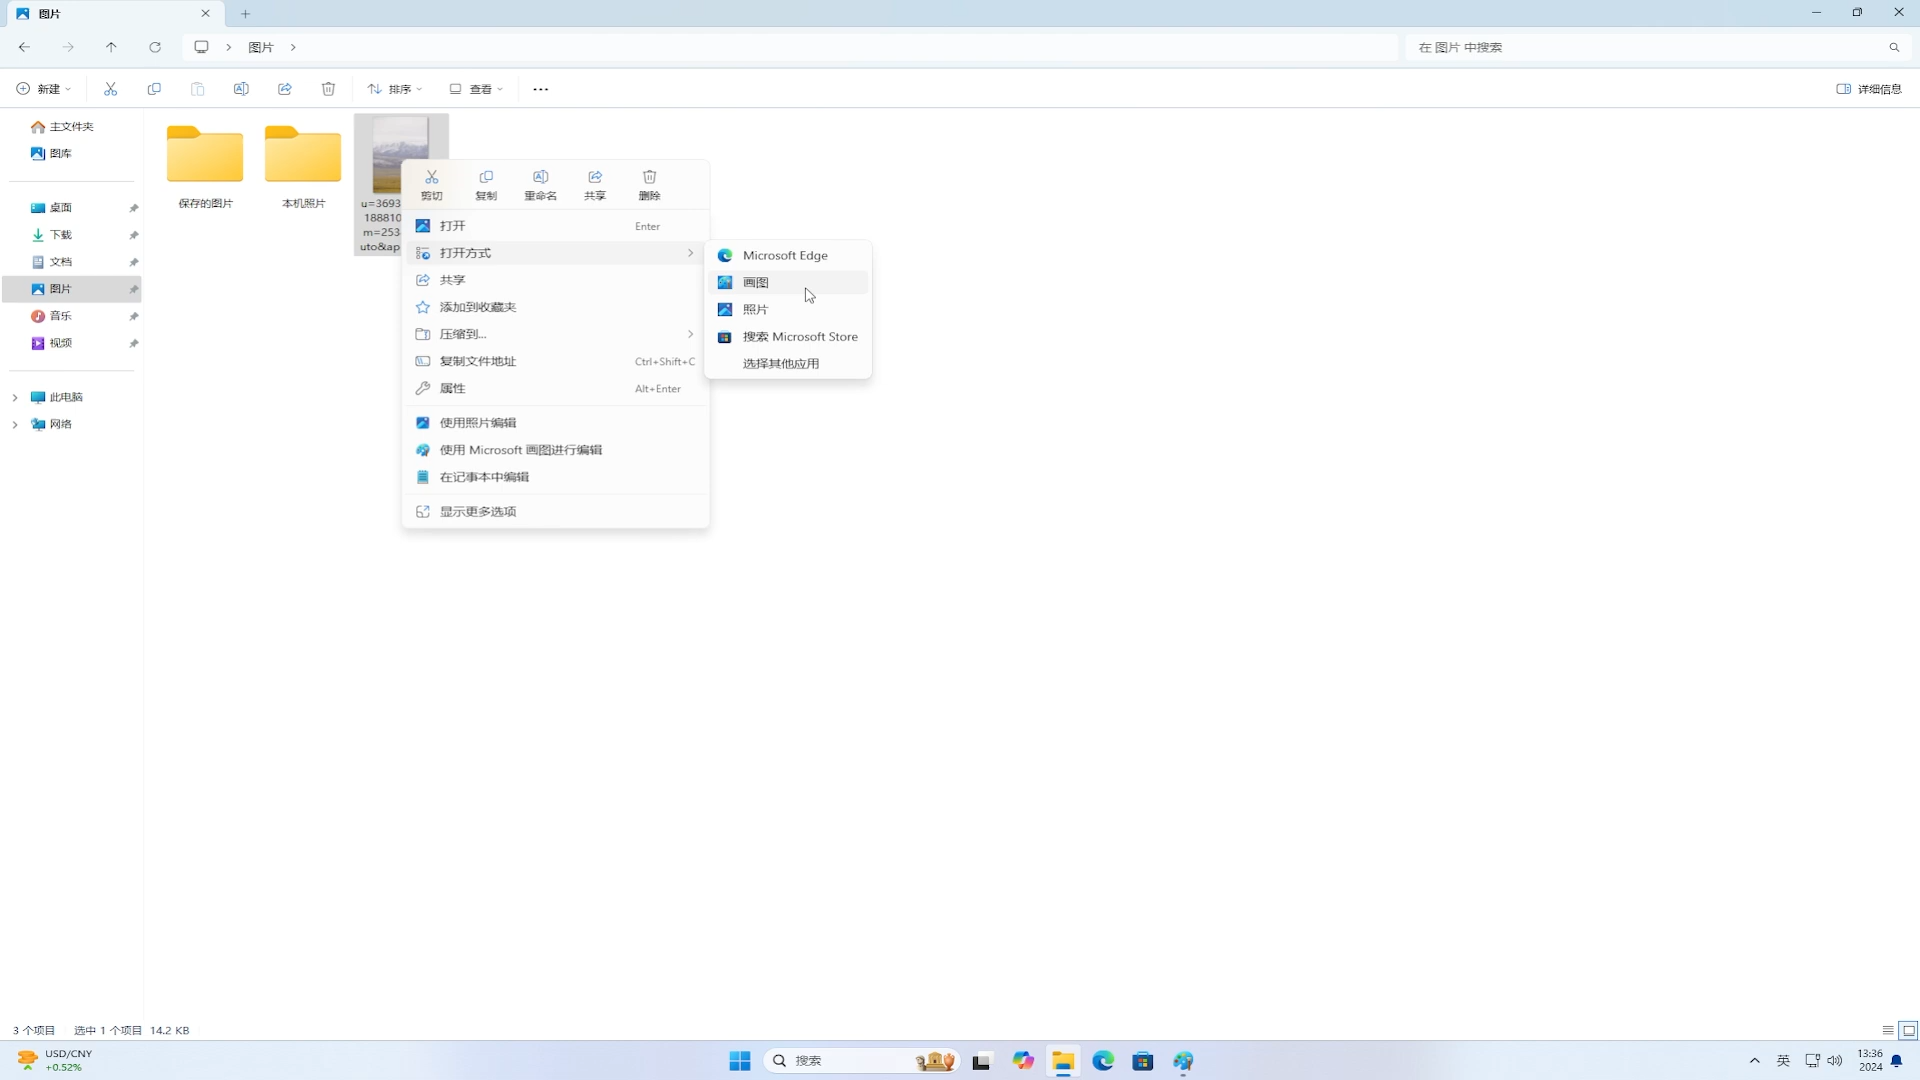 图片
图片
在 图片 中搜索
新建
排序
查看
详细信息
主文件夹
图库
桌面
下载
文档
图片
音乐
视频
此电脑
网络
保存的图片
本机照片
u=3693
188810
m=253
uto&ap
剪切
复制
重命名
共享
删除
打开 Enter
打开方式
共享
添加到收藏夹
压缩到...
复制文件地址 Ctrl+Shift+C
属性 Alt+Enter
使用照片编辑
使用 Microsoft 画图进行编辑
在记事本中编辑
显示更多选项
Microsoft Edge
画图
照片
搜索 Microsoft Store
选择其他应用
3 个项目 选中 1 个项目 14.2 KB
USD/CNY
+0.52%
搜索
英
13:36
2024